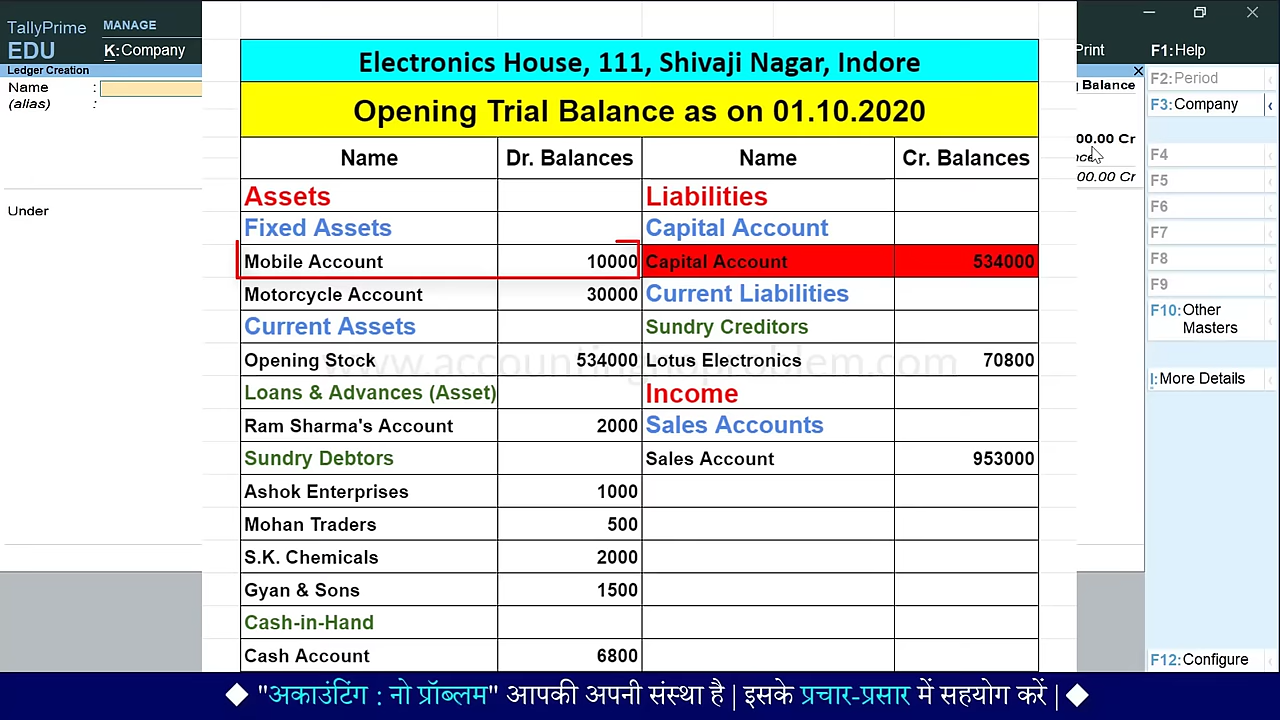 TallyPrime MANAGE
EDU K:Company Print F1:Help
Ledger Creation
Name :
(alias) :
Under
Electronics House, 111, Shivaji Nagar, Indore
Opening Trial Balance as on 01.10.2020
Name Dr. Balances Name Cr. Balances
Assets Liabilities
Fixed Assets Capital Account
Mobile Account 10000 Capital Account 534000
Motorcycle Account 30000 Current Liabilities
Current Assets Sundry Creditors
Opening Stock 534000 Lotus Electronics 70800
www.accountingnoproblem.com
Loans & Advances (Asset) Income
Ram Sharma's Account 2000 Sales Accounts
Sundry Debtors Sales Account 953000
Ashok Enterprises 1000
Mohan Traders 500
S.K. Chemicals 2000
Gyan & Sons 1500
Cash-in-Hand
Cash Account 6800
Balance
00.00 Cr
00.00 Cr
F2:Period
F3:Company
F4
F5
F6
F7
F8
F9
F10:Other
Masters
I:More Details
F12:Configure
◆ "अकाउंटिंग : नो प्रॉब्लम" आपकी अपनी संस्था है | इसके प्रचार-प्रसार में सहयोग करें | ◆